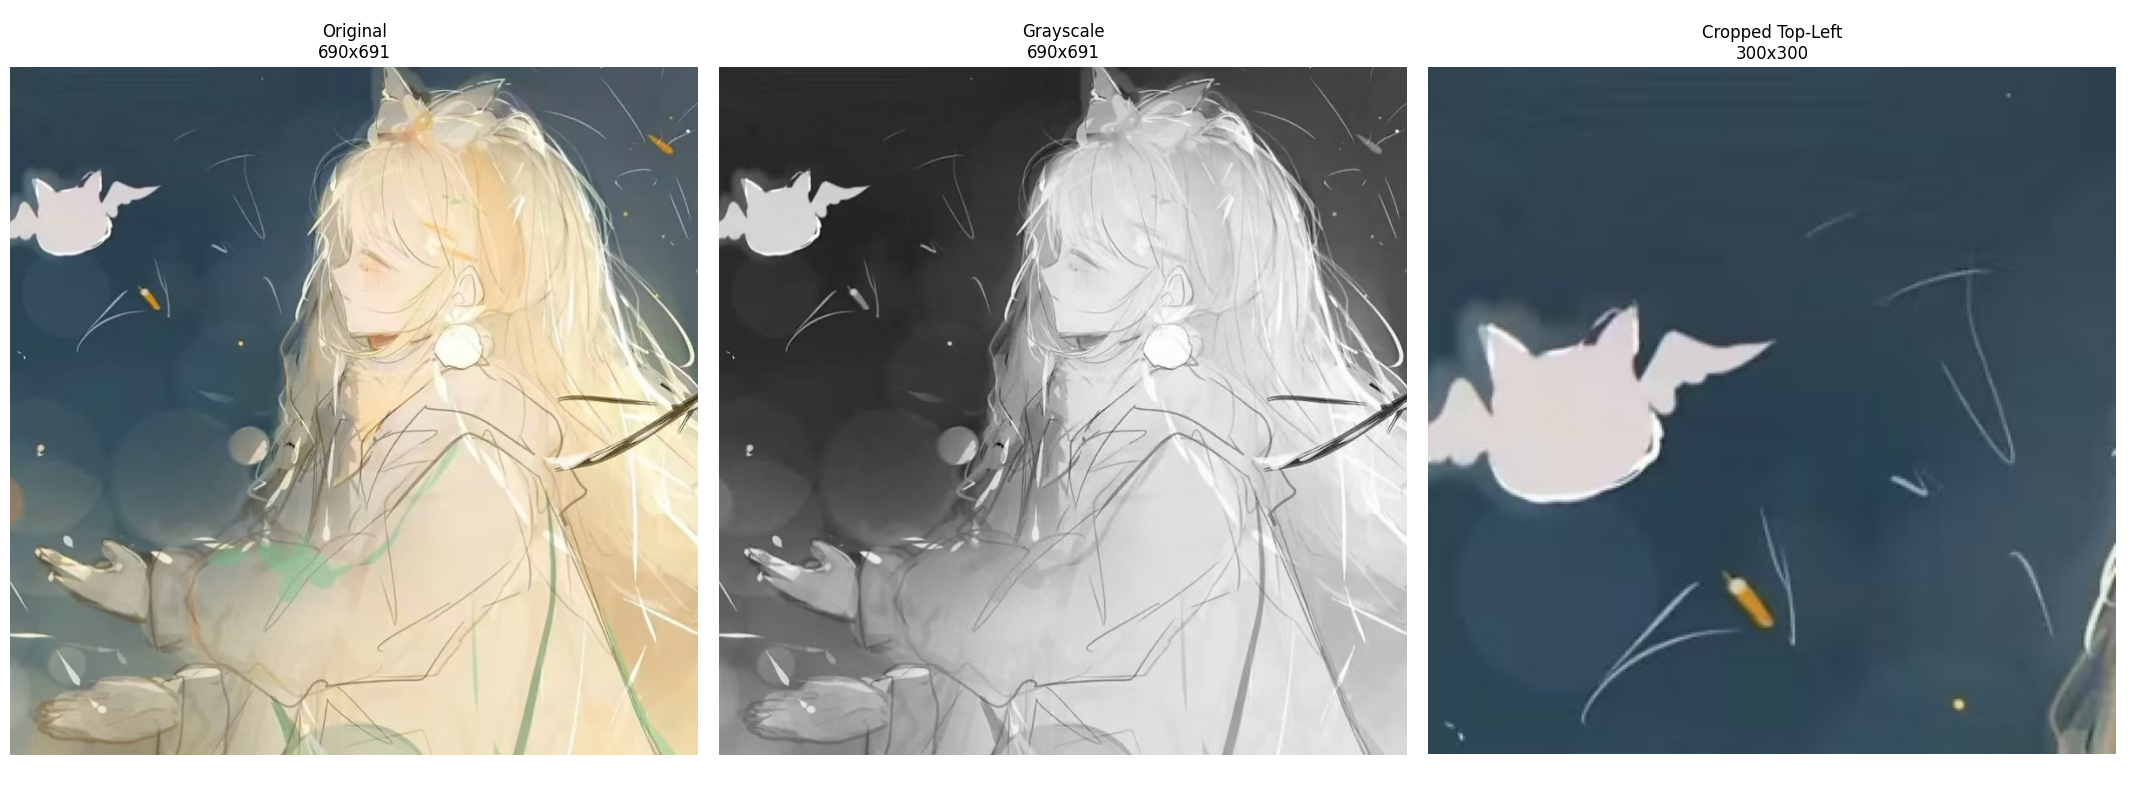 Original
690x691
Grayscale
690x691
Cropped Top-Left
300x300